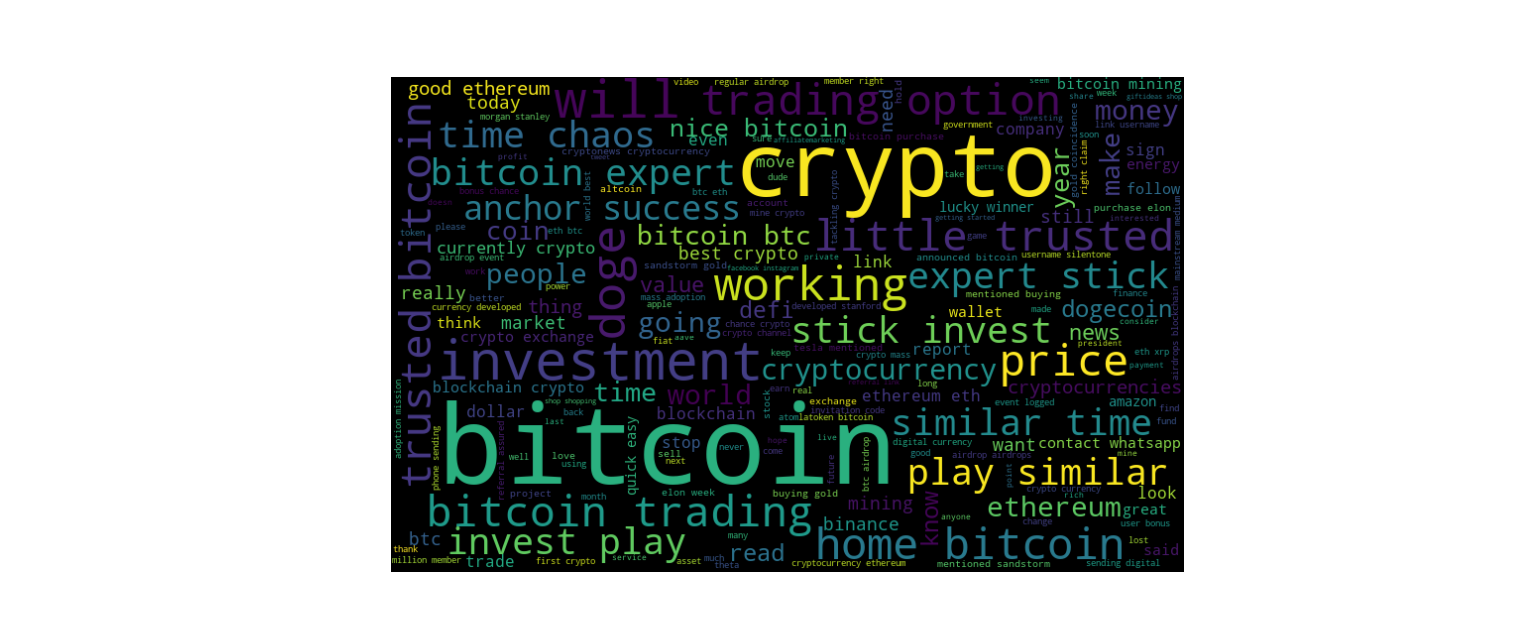 video
regular airdrop
member right
seem
bitcoin mining
good ethereum
will trading option
need
hold
share
week
giftideas shop
today
morgan stanley
money
time chaos
nice bitcoin
even
sure
affiliatemarketing
bitcoin purchase
government
investing
company
link username
gold coincidence
soon
right claim
make
sign
cryptonews cryptocurrency
tweet
profit
crypto
move
dude
take
getting
year
energy
bitcoin expert
bonus chance
world best
altcoin
btc eth
follow
trusted bitcoin
anchor success
account
mine crypto
tackling crypto
lucky winner
getting started
still
purchase elon
interested
doesn
token
please
coin
eth btc
doge
bitcoin btc
little trusted
game
currently crypto
airdrop event
best crypto
private
announced bitcoin
username silentone
people
work
sandstorm gold
facebook instagram
link
expert stick
finance
really
better
power
value
working
mentioned buying
currency developed
thing
mass adoption
apple
defi
developed stanford
wallet
made
dogecoin
think
market
going
chance crypto
crypto channel
stick invest
news
consider
crypto exchange
fiat
aave
president
investment
tesla mentioned
keep
crypto mass
report
price
eth xrp
payment
cryptocurrency
blockchain crypto
time
world
earn
real
long
cryptocurrencies
airdrops blockchain mainstream medium
adoption mission
shop shopping
stock
exchange
ethereum eth
event logged
amazon
dollar
back
blockchain
invitation code
atom
latoken bitcoin
find
fund
last
bitcoin
similar time
phone sending
referral assured
well
love
using
quick easy
stop
sell
next
never
hope
come
live
future
btc airdrop
digital currency
good
want
contact whatsapp
airdrop airdrops
mine
play similar
point
project
month
elon week
buying gold
crypto currency
rich
look
bitcoin trading
mining
know
ethereum
great
binance
anyone
change
user bonus
btc
invest play
many
read
home bitcoin
lost
said
thank
million member
trade
first crypto
service
asset
much
theta
cryptocurrency ethereum
mentioned sandstorm
sending digital